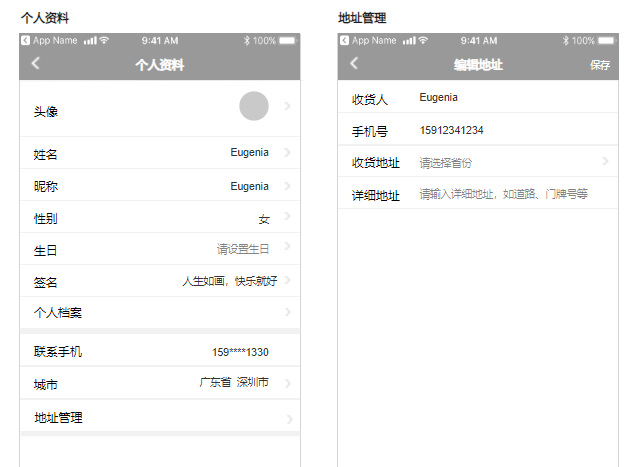 个人资料
App Name 9:41 AM 100%
个人资料
头像
姓名 Eugenia
昵称 Eugenia
性别 女
生日 请设置生日
签名 人生如画，快乐就好
个人档案
联系手机 159****1330
城市 广东省 深圳市
地址管理
地址管理
App Name 9:41 AM 100%
编辑地址 保存
收货人 Eugenia
手机号 15912341234
收货地址 请选择省份
详细地址 请输入详细地址，如道路、门牌号等